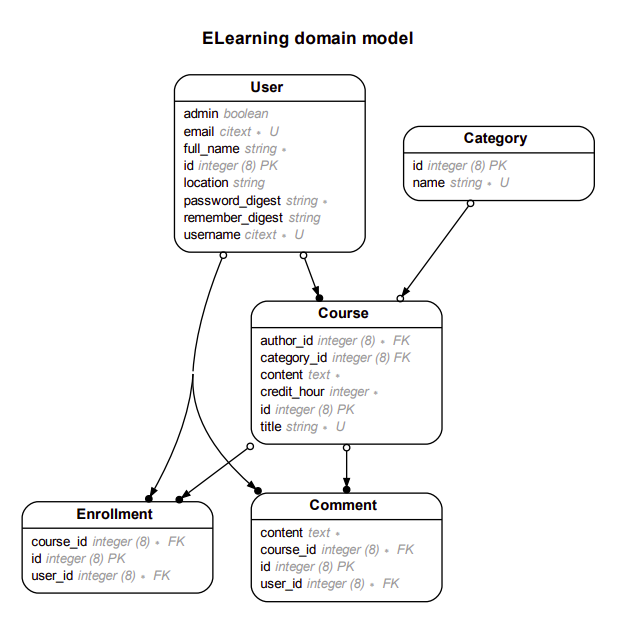 ELearning domain model
User
admin boolean
email citext • U
full_name string •
id integer (8) PK
location string
password_digest string •
remember_digest string
username citext • U
Category
id integer (8) PK
name string • U
Course
author_id integer (8) • FK
category_id integer (8) FK
content text •
credit_hour integer •
id integer (8) PK
title string • U
Enrollment
course_id integer (8) • FK
id integer (8) PK
user_id integer (8) • FK
Comment
content text •
course_id integer (8) • FK
id integer (8) PK
user_id integer (8) • FK